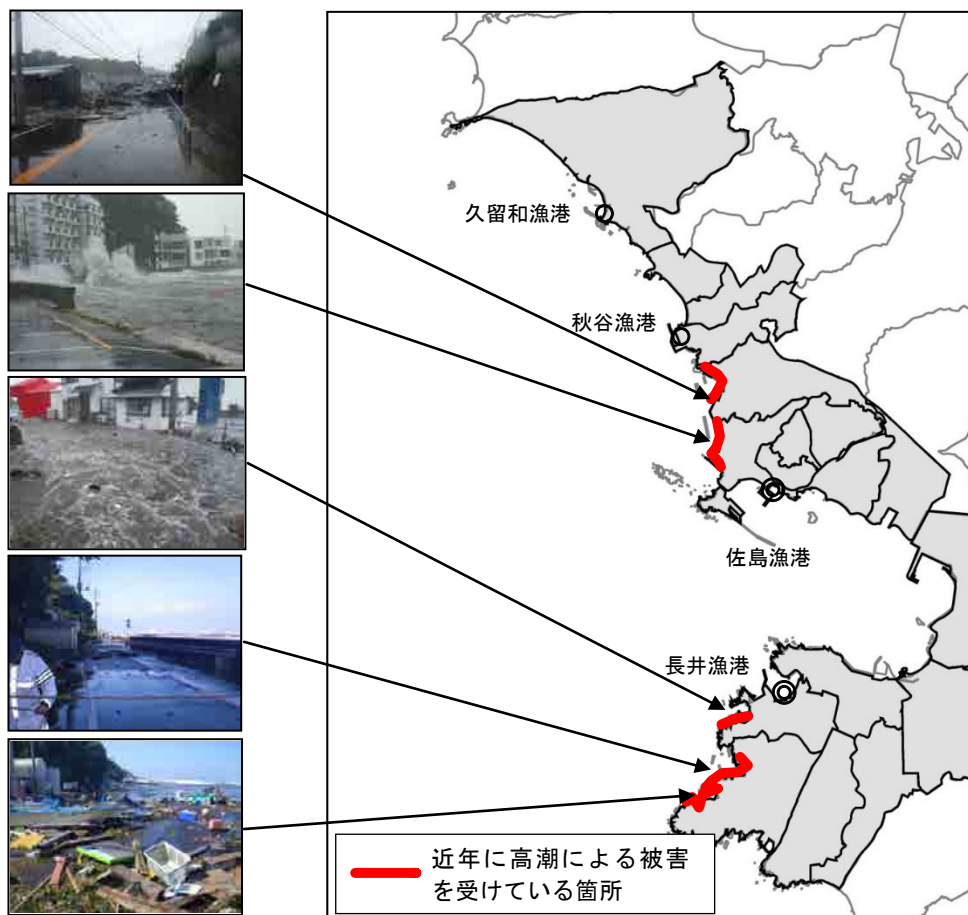 久留和漁港
秋谷漁港
佐島漁港
長井漁港
近年に高潮による被害
を受けている箇所